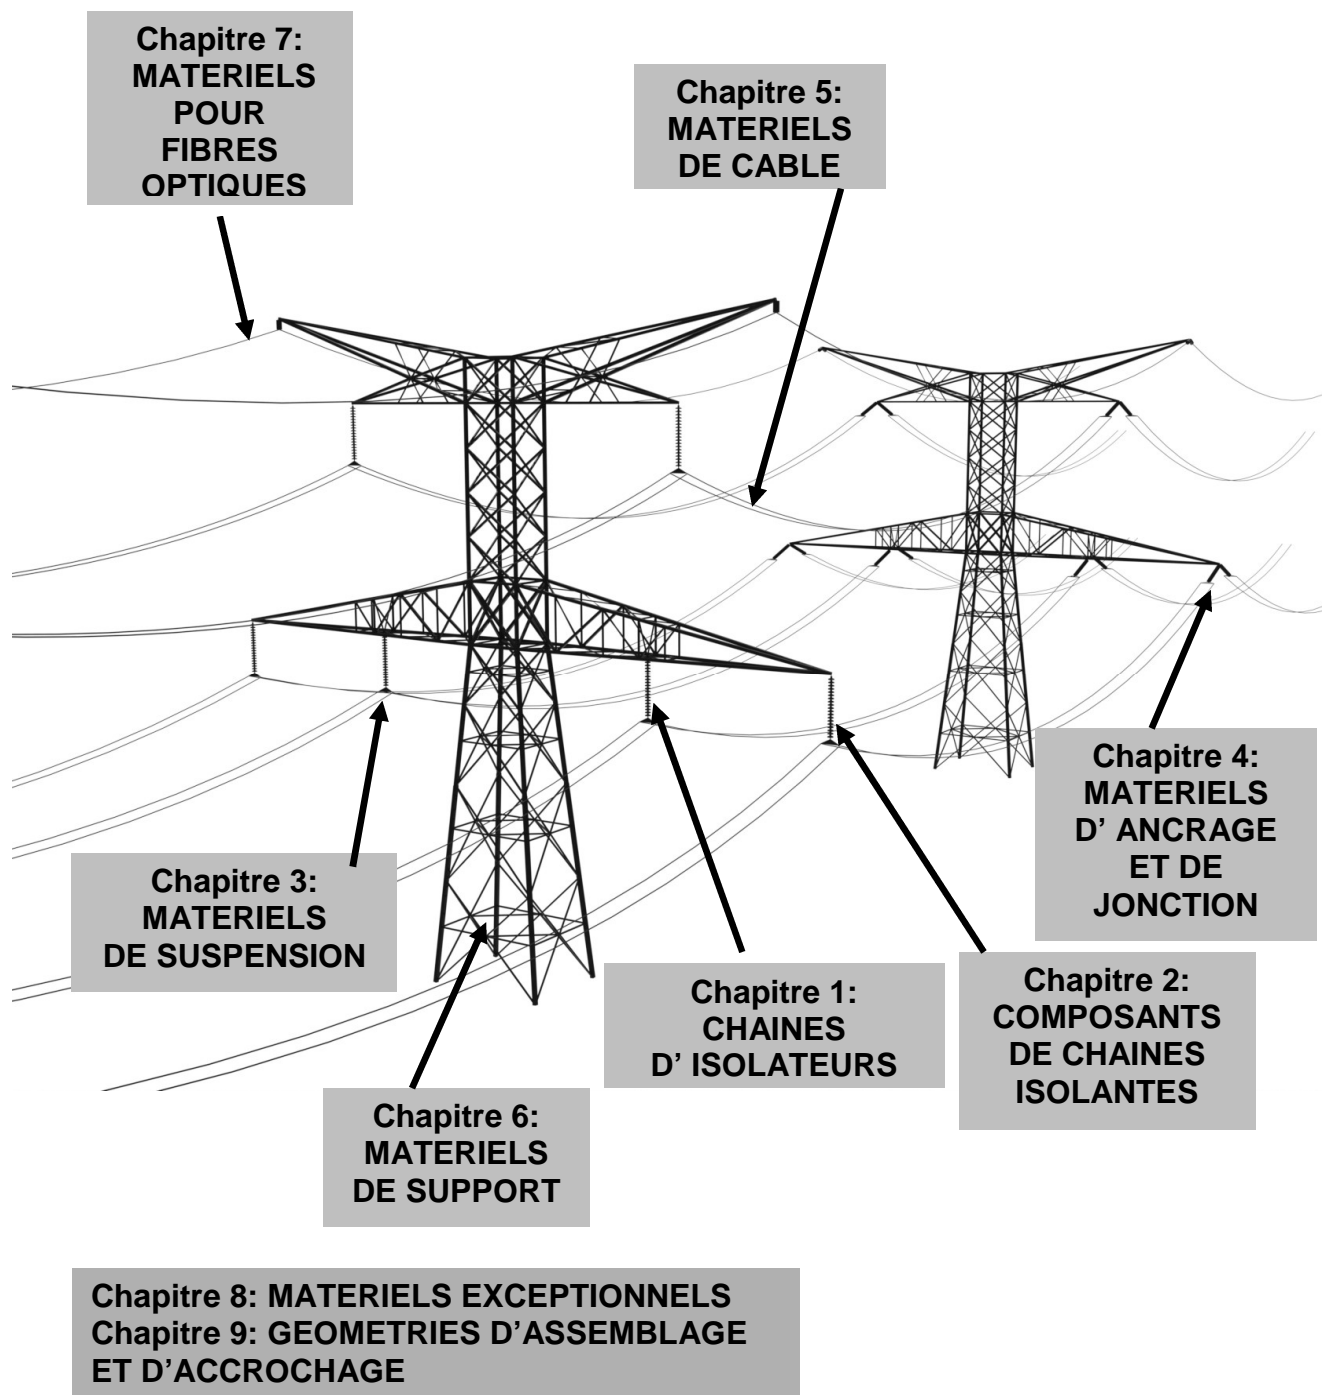 Chapitre 7:
MATERIELS
POUR
FIBRES
OPTIQUES
Chapitre 5:
MATERIELS
DE CABLE
Chapitre 4:
MATERIELS
D' ANCRAGE
ET DE
JONCTION
Chapitre 3:
MATERIELS
DE SUSPENSION
Chapitre 1:
CHAINES
D' ISOLATEURS
Chapitre 2:
COMPOSANTS
DE CHAINES
ISOLANTES
Chapitre 6:
MATERIELS
DE SUPPORT
Chapitre 8: MATERIELS EXCEPTIONNELS
Chapitre 9: GEOMETRIES D'ASSEMBLAGE
ET D'ACCROCHAGE